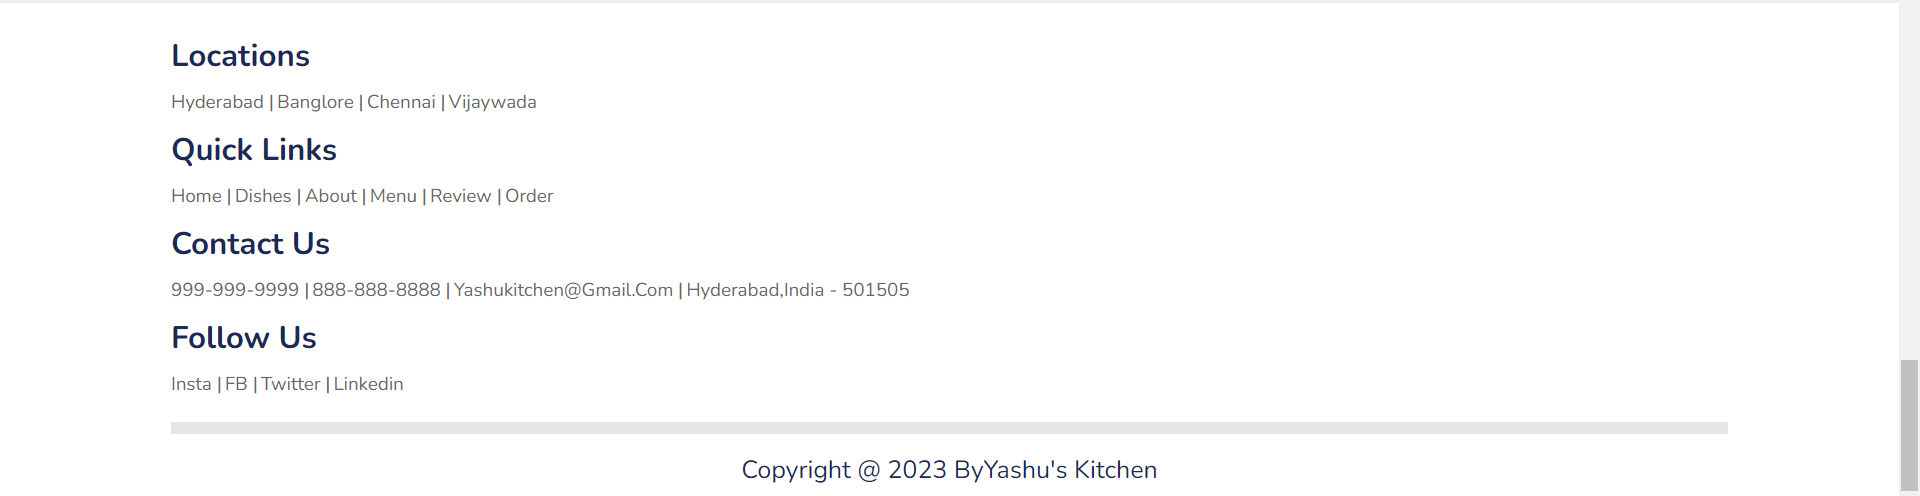 Locations
Hyderabad | Banglore | Chennai | Vijaywada
Quick Links
Home | Dishes | About | Menu | Review | Order
Contact Us
999-999-9999 | 888-888-8888 | Yashukitchen@Gmail.Com | Hyderabad,India - 501505
Follow Us
Insta | FB | Twitter | Linkedin
Copyright @ 2023 ByYashu's Kitchen